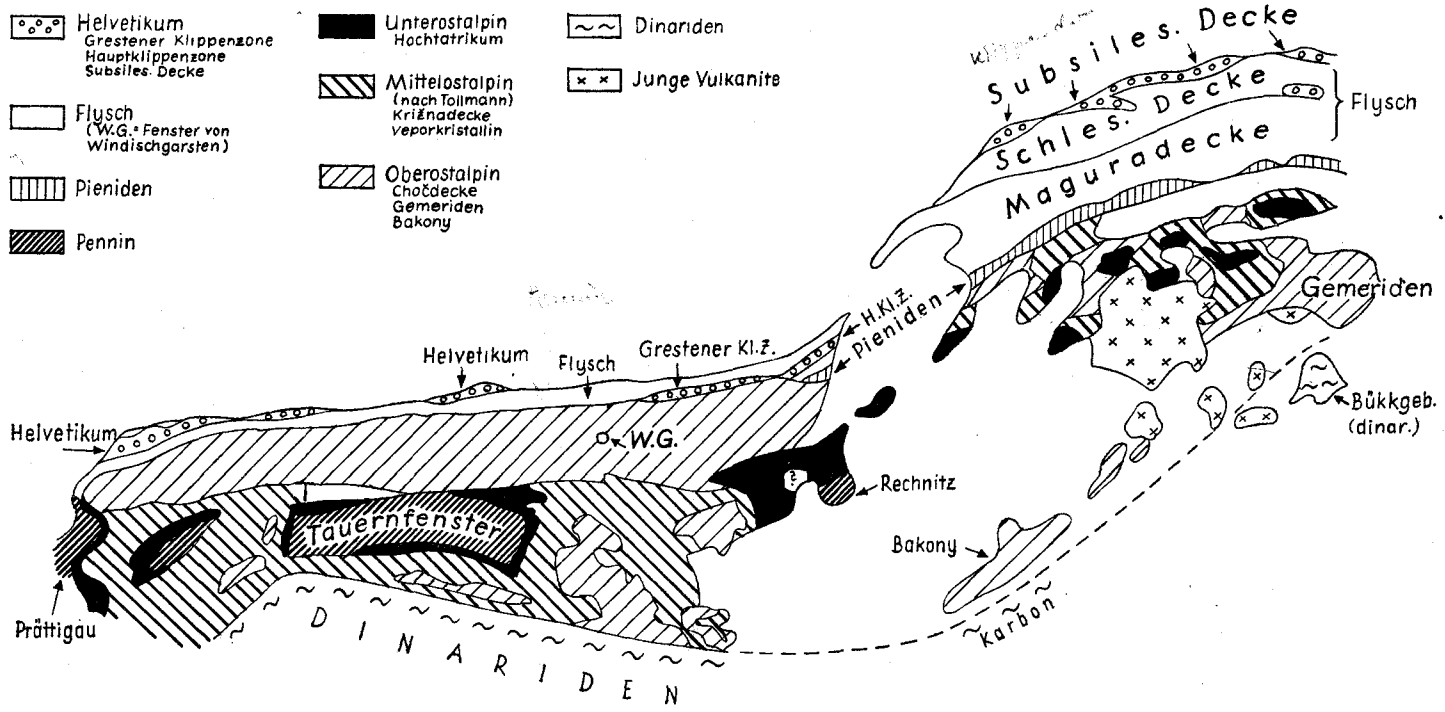 Helvetikum
Grestener Klippenzone
Hauptklippenzone
Subsiles. Decke
Flysch
(W.G.= Fenster von
Windischgarsten)
Pieniden
Pennin
Unterostalpin
Hochtatrikum
Mittelostalpin
(nach Tollmann)
Križnadecke
Veporkristallin
Oberostalpin
Chočdecke
Gemeriden
Bakony
Dinariden
Junge Vulkanite
Subsiles. Decke
Schles. Decke
Maguradecke
Flysch
Gemeriden
H.Kl.Z.
Pieniden
Helvetikum
Flysch
Grestener Kl.Z.
Helvetikum
W.G.
Bükkgeb.
(dinar.)
Rechnitz
?
Tauernfenster
Bakony
Prättigau
Karbon
DINARIDEN